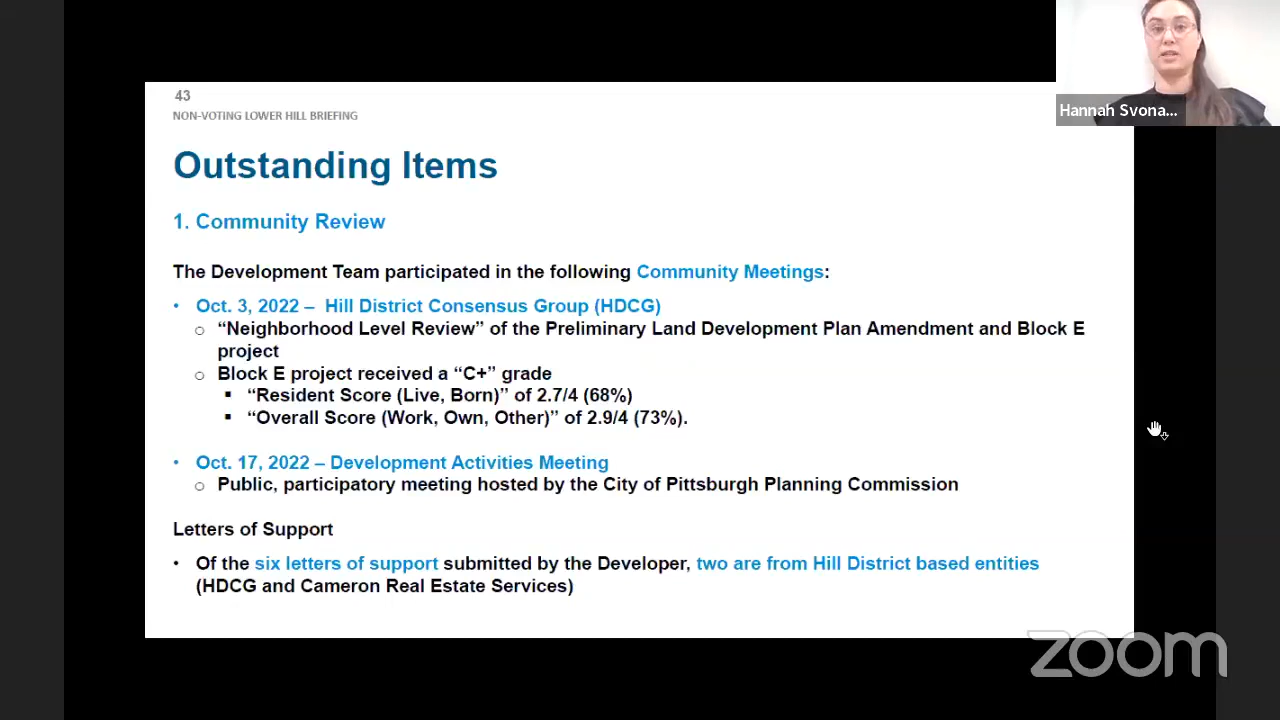 43
NON-VOTING LOWER HILL BRIEFING
Hannah Svona...
Outstanding Items
1. Community Review
The Development Team participated in the following Community Meetings:
• Oct. 3, 2022 – Hill District Consensus Group (HDCG)
○ “Neighborhood Level Review” of the Preliminary Land Development Plan Amendment and Block E
project
○ Block E project received a “C+” grade
▪ “Resident Score (Live, Born)” of 2.7/4 (68%)
▪ “Overall Score (Work, Own, Other)” of 2.9/4 (73%).
• Oct. 17, 2022 – Development Activities Meeting
○ Public, participatory meeting hosted by the City of Pittsburgh Planning Commission
Letters of Support
• Of the six letters of support submitted by the Developer, two are from Hill District based entities
(HDCG and Cameron Real Estate Services)
zoom